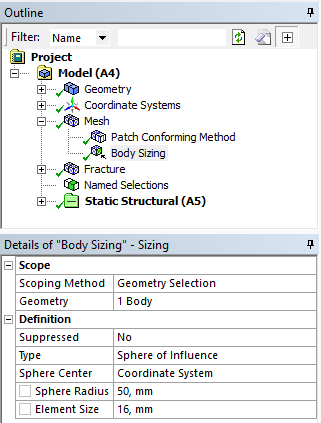 Outline
Filter: Name
Project
Model (A4)
Geometry
Coordinate Systems
Mesh
Patch Conforming Method
Body Sizing
Fracture
Named Selections
Static Structural (A5)
Details of "Body Sizing" - Sizing
Scope
Scoping Method Geometry Selection
Geometry 1 Body
Definition
Suppressed No
Type Sphere of Influence
Sphere Center Coordinate System
Sphere Radius 50, mm
Element Size 16, mm